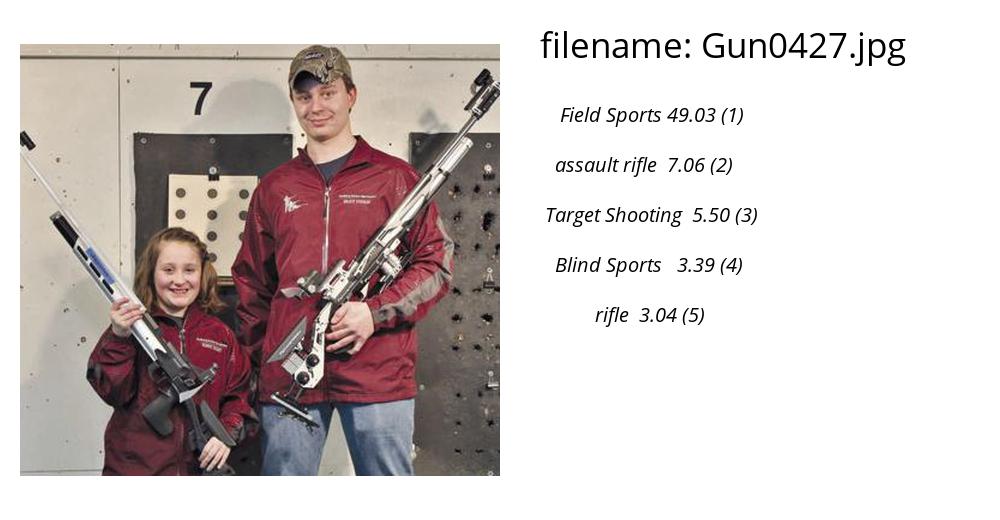 filename: Gun0427.jpg
7
Field Sports 49.03 (1)
assault rifle 7.06 (2)
Target Shooting 5.50 (3)
Blind Sports 3.39 (4)
rifle 3.04 (5)